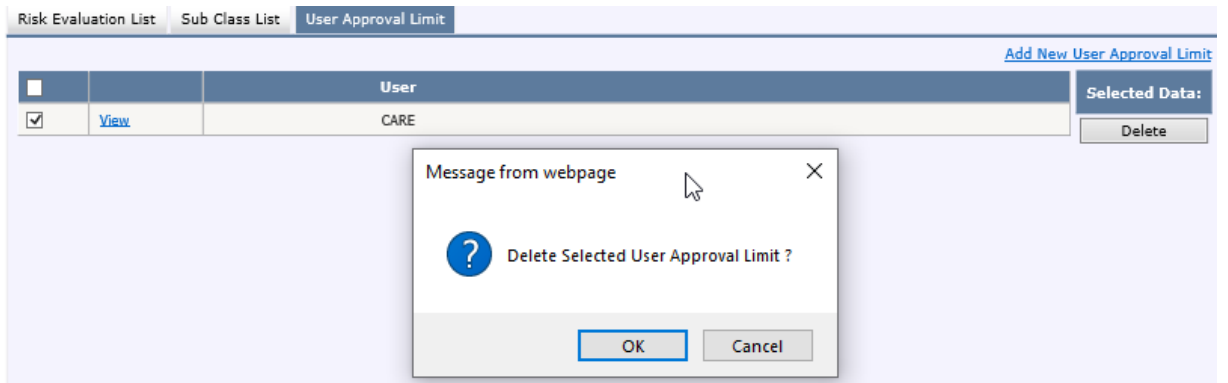 Risk Evaluation List Sub Class List User Approval Limit
Add New User Approval Limit
User Selected Data:
View CARE Delete
Message from webpage
? Delete Selected User Approval Limit ?
OK Cancel